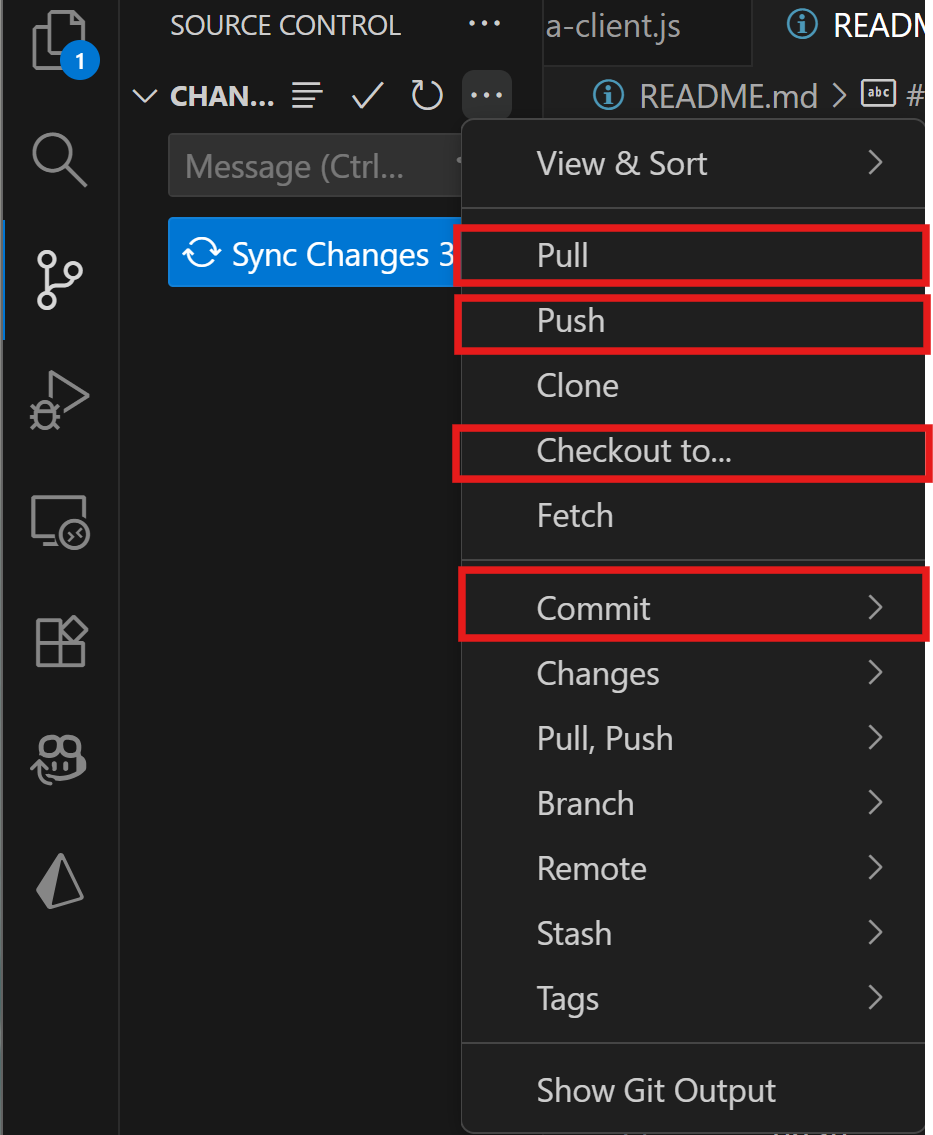 1
SOURCE CONTROL ...
a-client.js
READ
CHAN... ...
README.md > abc #
Message (Ctrl...
Sync Changes 3
View & Sort
Pull
Push
Clone
Checkout to...
Fetch
Commit
Changes
Pull, Push
Branch
Remote
Stash
Tags
Show Git Output